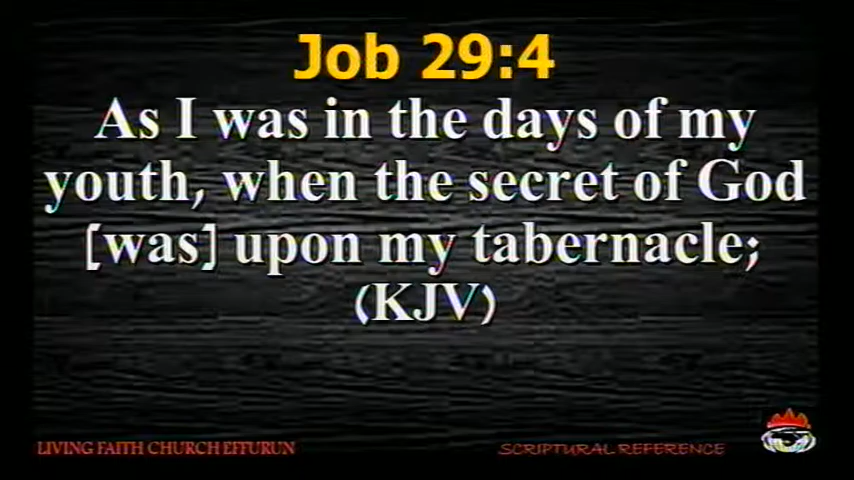 Job 29:4
As I was in the days of my
youth, when the secret of God
[was] upon my tabernacle;
(KJV)
LIVING FAITH CHURCH EFFURUN
SCRIPTURAL REFERENCE